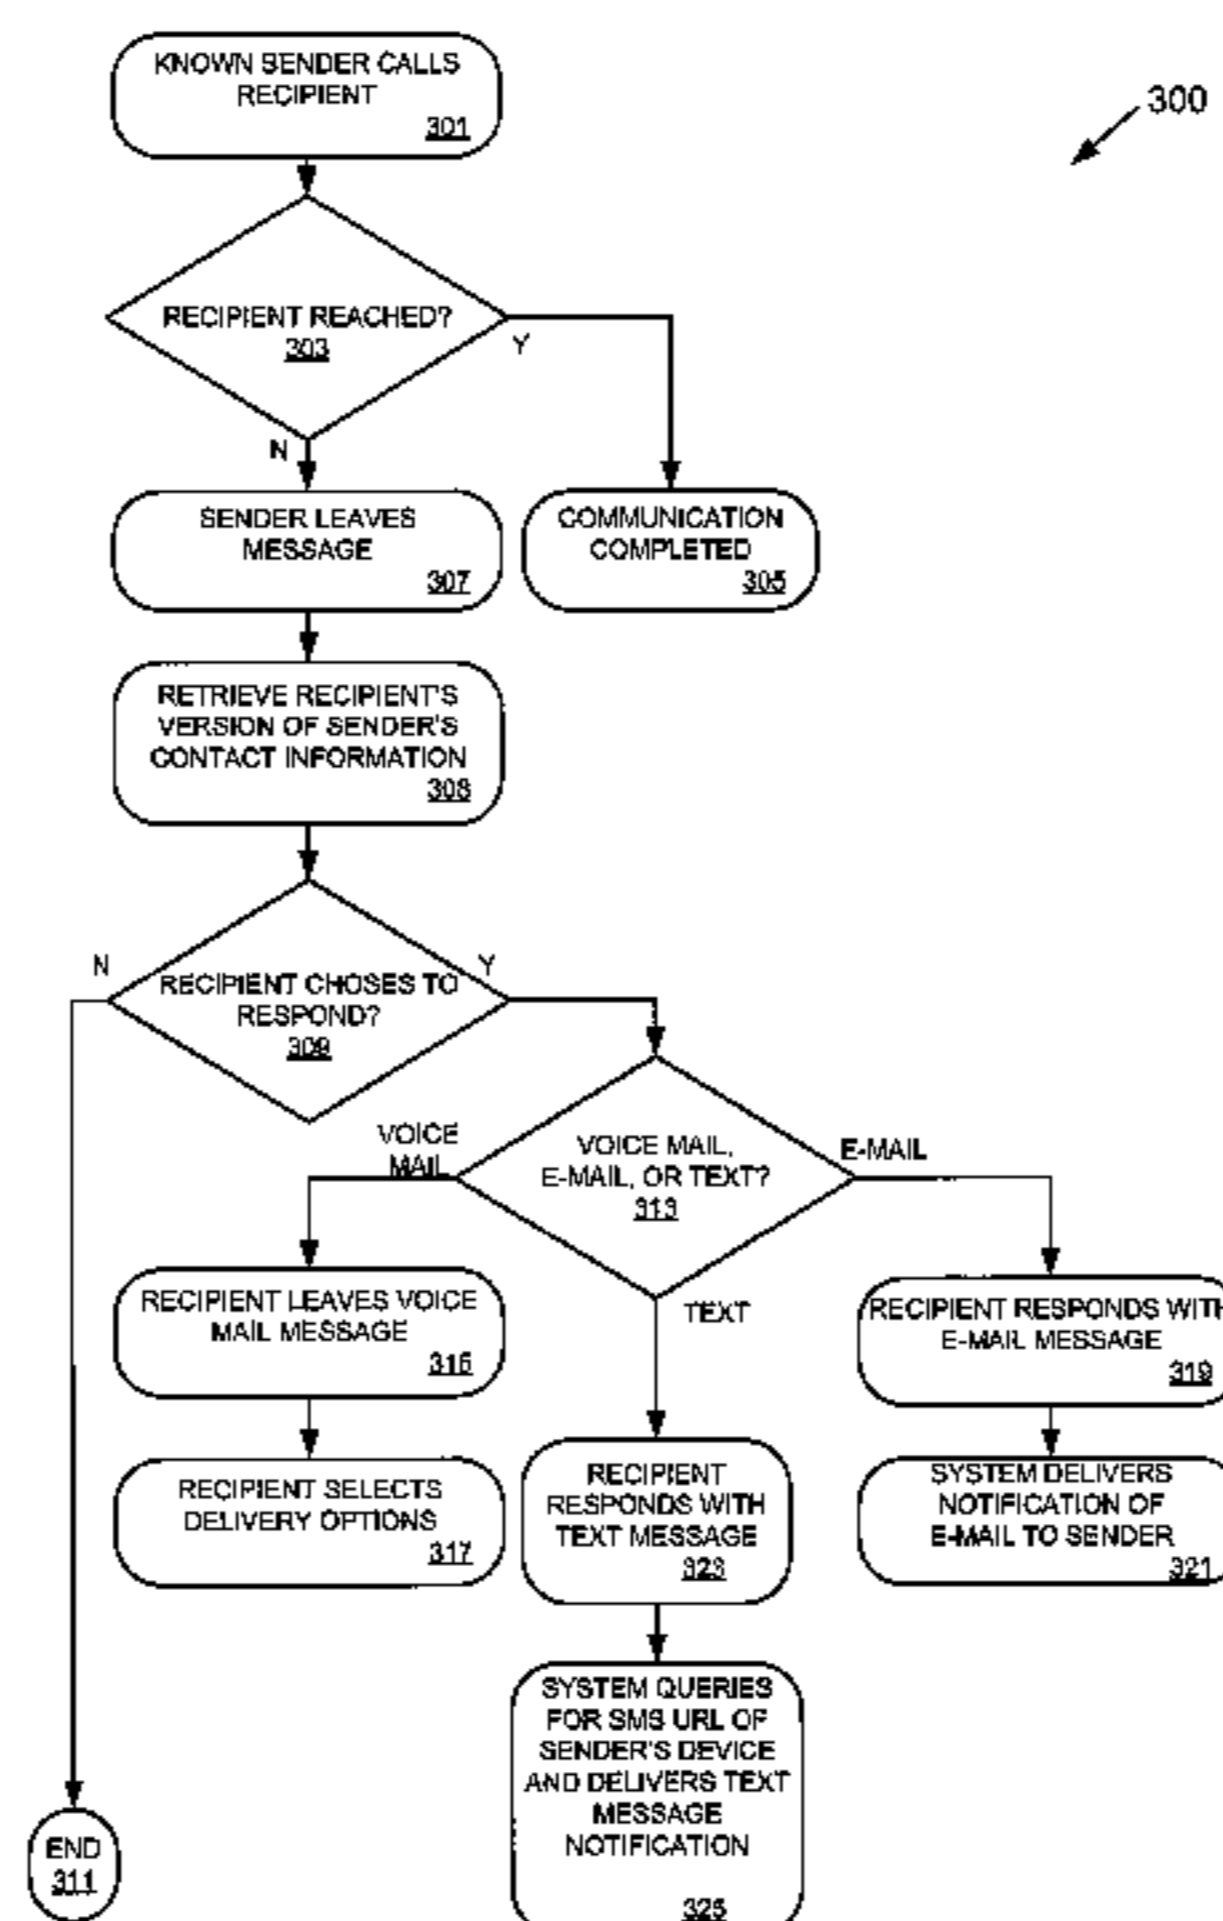 KNOWN SENDER CALLS
RECIPIENT
301
300
RECIPIENT REACHED?
303
Y
N
SENDER LEAVES
MESSAGE
307
COMMUNICATION
COMPLETED
305
RETRIEVE RECIPIENT'S
VERSION OF SENDER'S
CONTACT INFORMATION
308
N
Y
RECIPIENT CHOSES TO
RESPOND?
309
VOICE
MAIL
VOICE MAIL,
E-MAIL, OR TEXT?
313
E-MAIL
TEXT
RECIPIENT LEAVES VOICE
MAIL MESSAGE
315
RECIPIENT RESPONDS WITH
E-MAIL MESSAGE
319
RECIPIENT SELECTS
DELIVERY OPTIONS
317
RECIPIENT
RESPONDS WITH
TEXT MESSAGE
323
SYSTEM DELIVERS
NOTIFICATION OF
E-MAIL TO SENDER
321
SYSTEM QUERIES
FOR SMS URL OF
SENDER'S DEVICE
AND DELIVERS TEXT
MESSAGE
NOTIFICATION
325
END
311